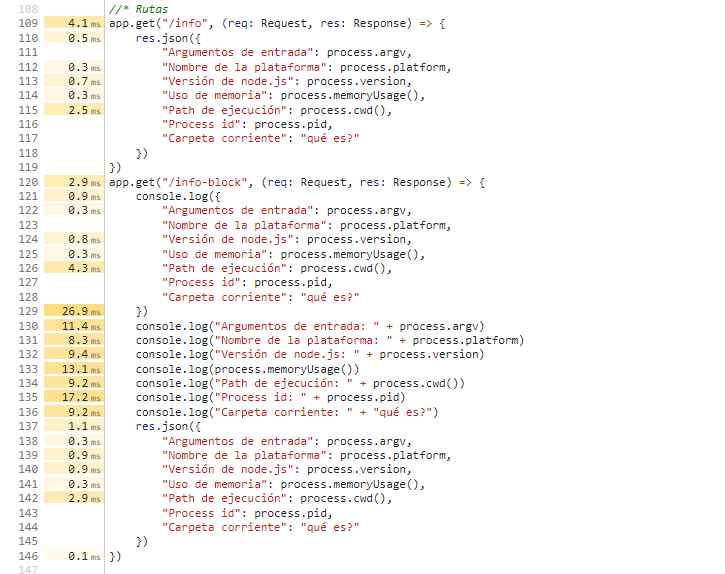 108 //* Rutas
109 4.1 ms app.get("/info", (req: Request, res: Response) => {
110 0.5 ms res.json({
111 "Argumentos de entrada": process.argv,
112 0.3 ms "Nombre de la plataforma": process.platform,
113 0.7 ms "Versión de node.js": process.version,
114 0.3 ms "Uso de memoria": process.memoryUsage(),
115 2.5 ms "Path de ejecución": process.cwd(),
116 "Process id": process.pid,
117 "Carpeta corriente": "qué es?"
118 })
119 })
120 2.9 ms app.get("/info-block", (req: Request, res: Response) => {
121 0.9 ms console.log({
122 0.3 ms "Argumentos de entrada": process.argv,
123 "Nombre de la plataforma": process.platform,
124 0.8 ms "Versión de node.js": process.version,
125 0.3 ms "Uso de memoria": process.memoryUsage(),
126 4.3 ms "Path de ejecución": process.cwd(),
127 "Process id": process.pid,
128 "Carpeta corriente": "qué es?"
129 26.9 ms })
130 11.4 ms console.log("Argumentos de entrada: " + process.argv)
131 8.3 ms console.log("Nombre de la plataforma: " + process.platform)
132 9.4 ms console.log("Versión de node.js: " + process.version)
133 13.1 ms console.log(process.memoryUsage())
134 9.2 ms console.log("Path de ejecución: " + process.cwd())
135 17.2 ms console.log("Process id: " + process.pid)
136 9.2 ms console.log("Carpeta corriente: " + "qué es?")
137 1.1 ms res.json({
138 0.3 ms "Argumentos de entrada": process.argv,
139 0.9 ms "Nombre de la plataforma": process.platform,
140 0.9 ms "Versión de node.js": process.version,
141 0.3 ms "Uso de memoria": process.memoryUsage(),
142 2.9 ms "Path de ejecución": process.cwd(),
143 "Process id": process.pid,
144 "Carpeta corriente": "qué es?"
145 })
146 0.1 ms })
147